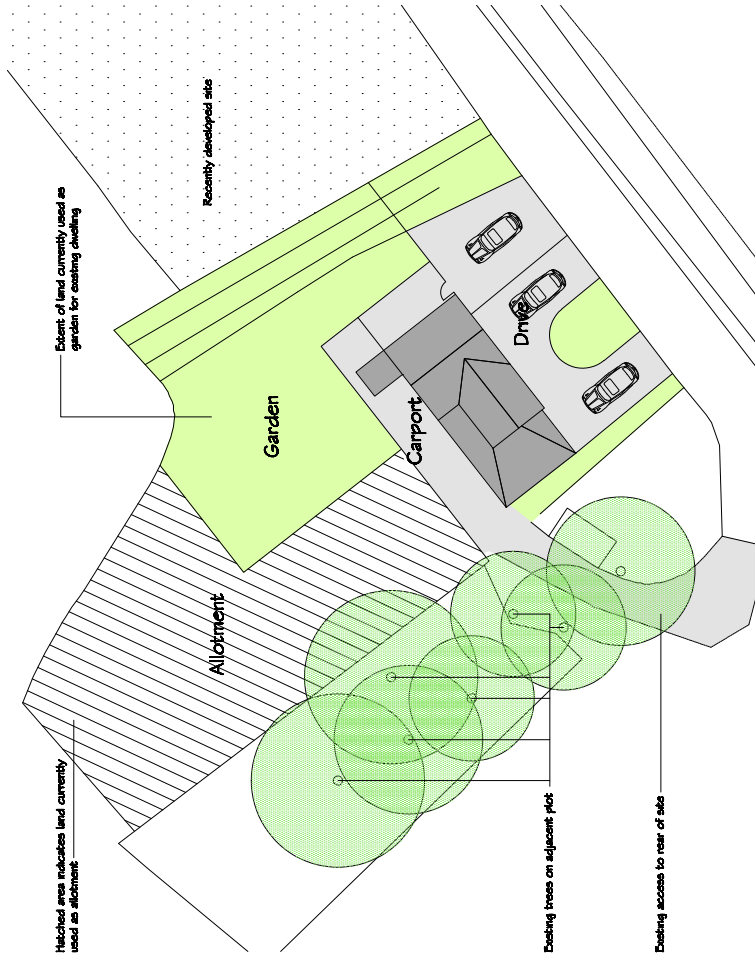 Recently developed site
Extent of land currently used as
garden for existing dwelling
Garden
Drive
Carport
Allotment
Hatched area indicates land currently
used as allotment
Existing trees on adjacent plot
Existing access to rear of site